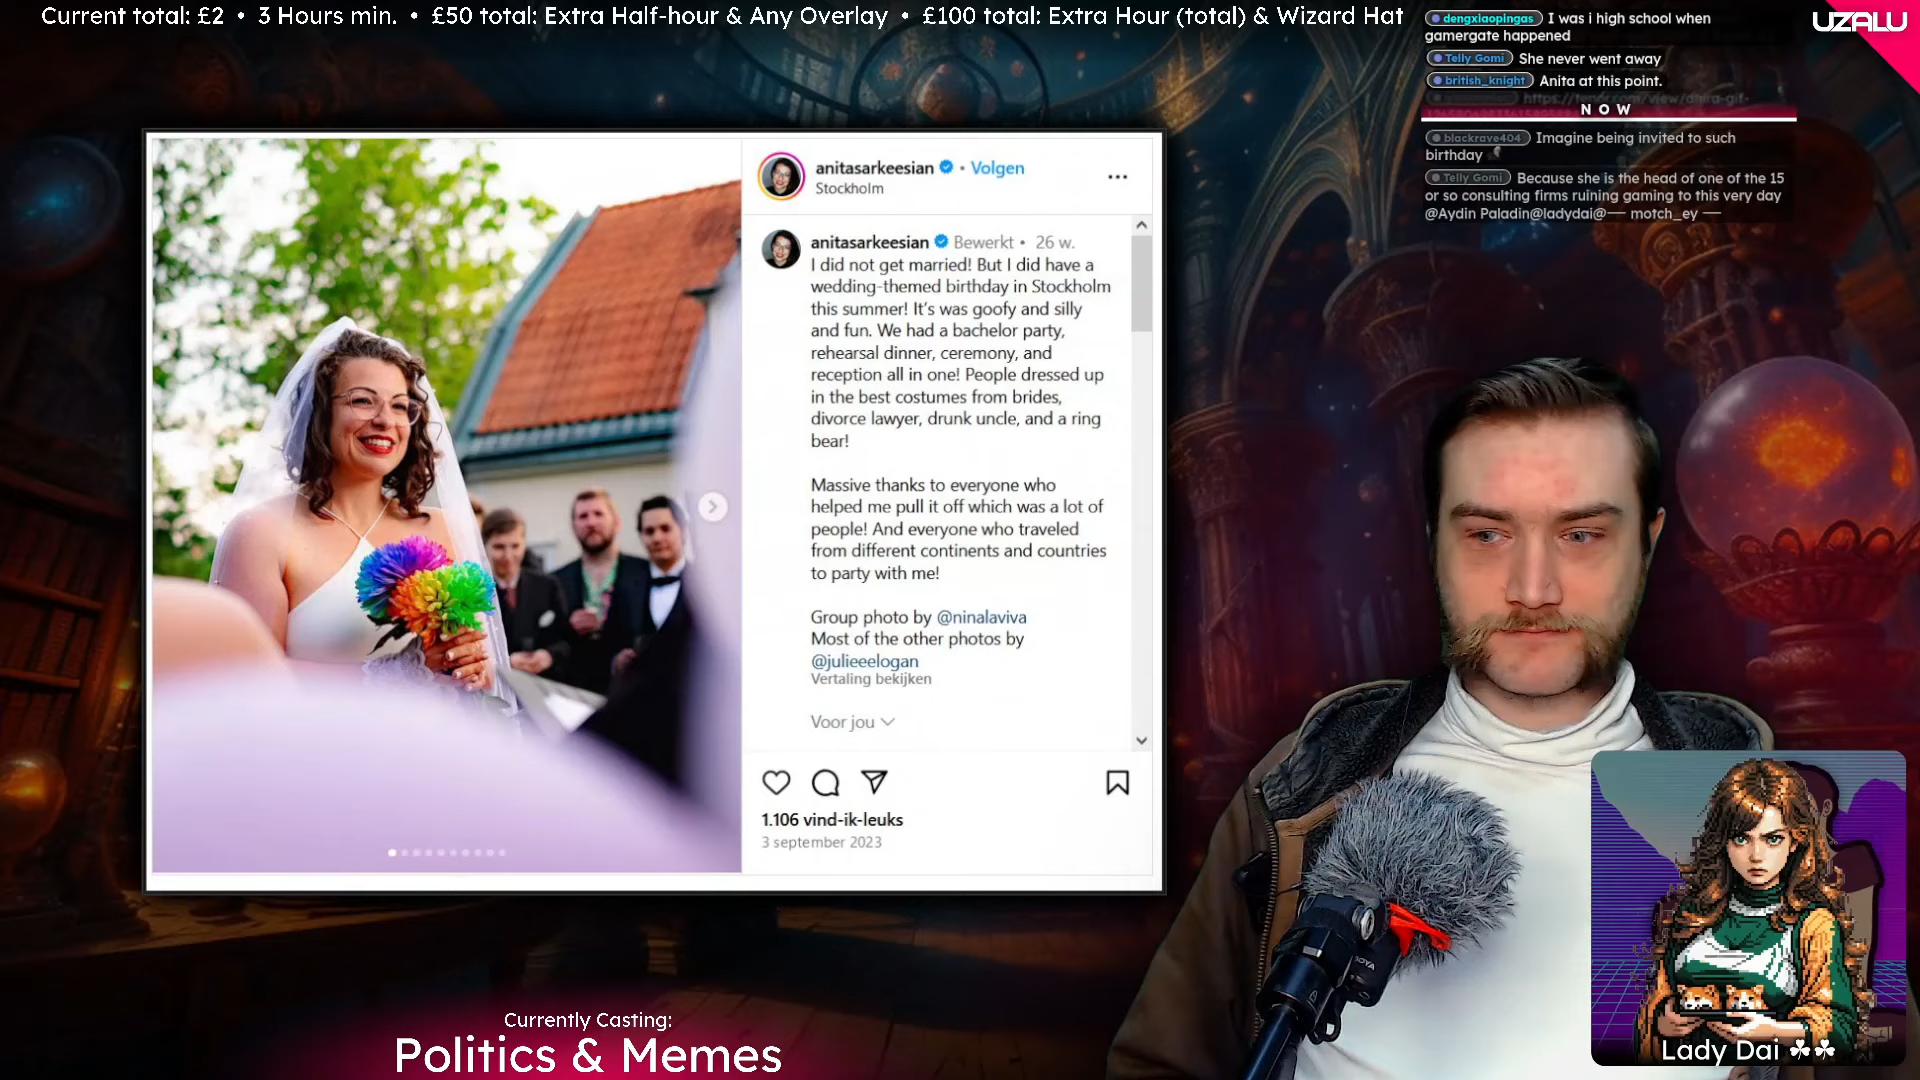 Current total: £2 • 3 Hours min. • £50 total: Extra Half-hour & Any Overlay • £100 total: Extra Hour (total) & Wizard Hat
UZALU
dengxiaopingas I was i high school when
gamergate happened
Telly Gomi She never went away
british_knight Anita at this point.
NOW
blackrave404 Imagine being invited to such
birthday
Telly Gomi Because she is the head of one of the 15
or so consulting firms ruining gaming to this very day
@Aydin Paladin@ladydai@— motch_ey —
anitasarkeesian • Volgen
Stockholm
anitasarkeesian Bewerkt • 26 w.
I did not get married! But I did have a
wedding-themed birthday in Stockholm
this summer! It's was goofy and silly
and fun. We had a bachelor party,
rehearsal dinner, ceremony, and
reception all in one! People dressed up
in the best costumes from brides,
divorce lawyer, drunk uncle, and a ring
bear!
Massive thanks to everyone who
helped me pull it off which was a lot of
people! And everyone who traveled
from different continents and countries
to party with me!
Group photo by @ninalaviva
Most of the other photos by
@julieeelogan
Vertaling bekijken
Voor jou
1.106 vind-ik-leuks
3 september 2023
BOYA
Currently Casting:
Politics & Memes
Lady Dai ☘☘